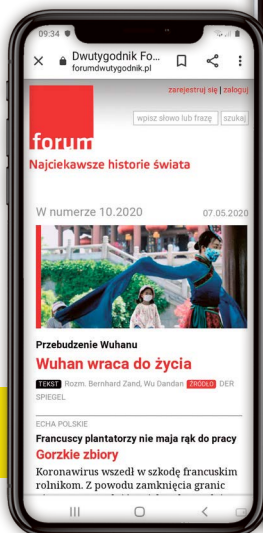 09:34
Dwutygodnik Fo...
forumdwutygodnik.pl
zarejestruj się | zaloguj
wpisz słowo lub frazę szukaj
forum
Najciekawsze historie świata
W numerze 10.2020 07.05.2020
Przebudzenie Wuhanu
Wuhan wraca do życia
TEKST Rozm. Bernhard Zand, Wu Dandan ŹRÓDŁO DER
SPIEGEL
ECHA POLSKIE
Francuscy plantatorzy nie maja rąk do pracy
Gorzkie zbiory
Koronawirus wszedł w szkodę francuskim
rolnikom. Z powodu zamknięcia granic